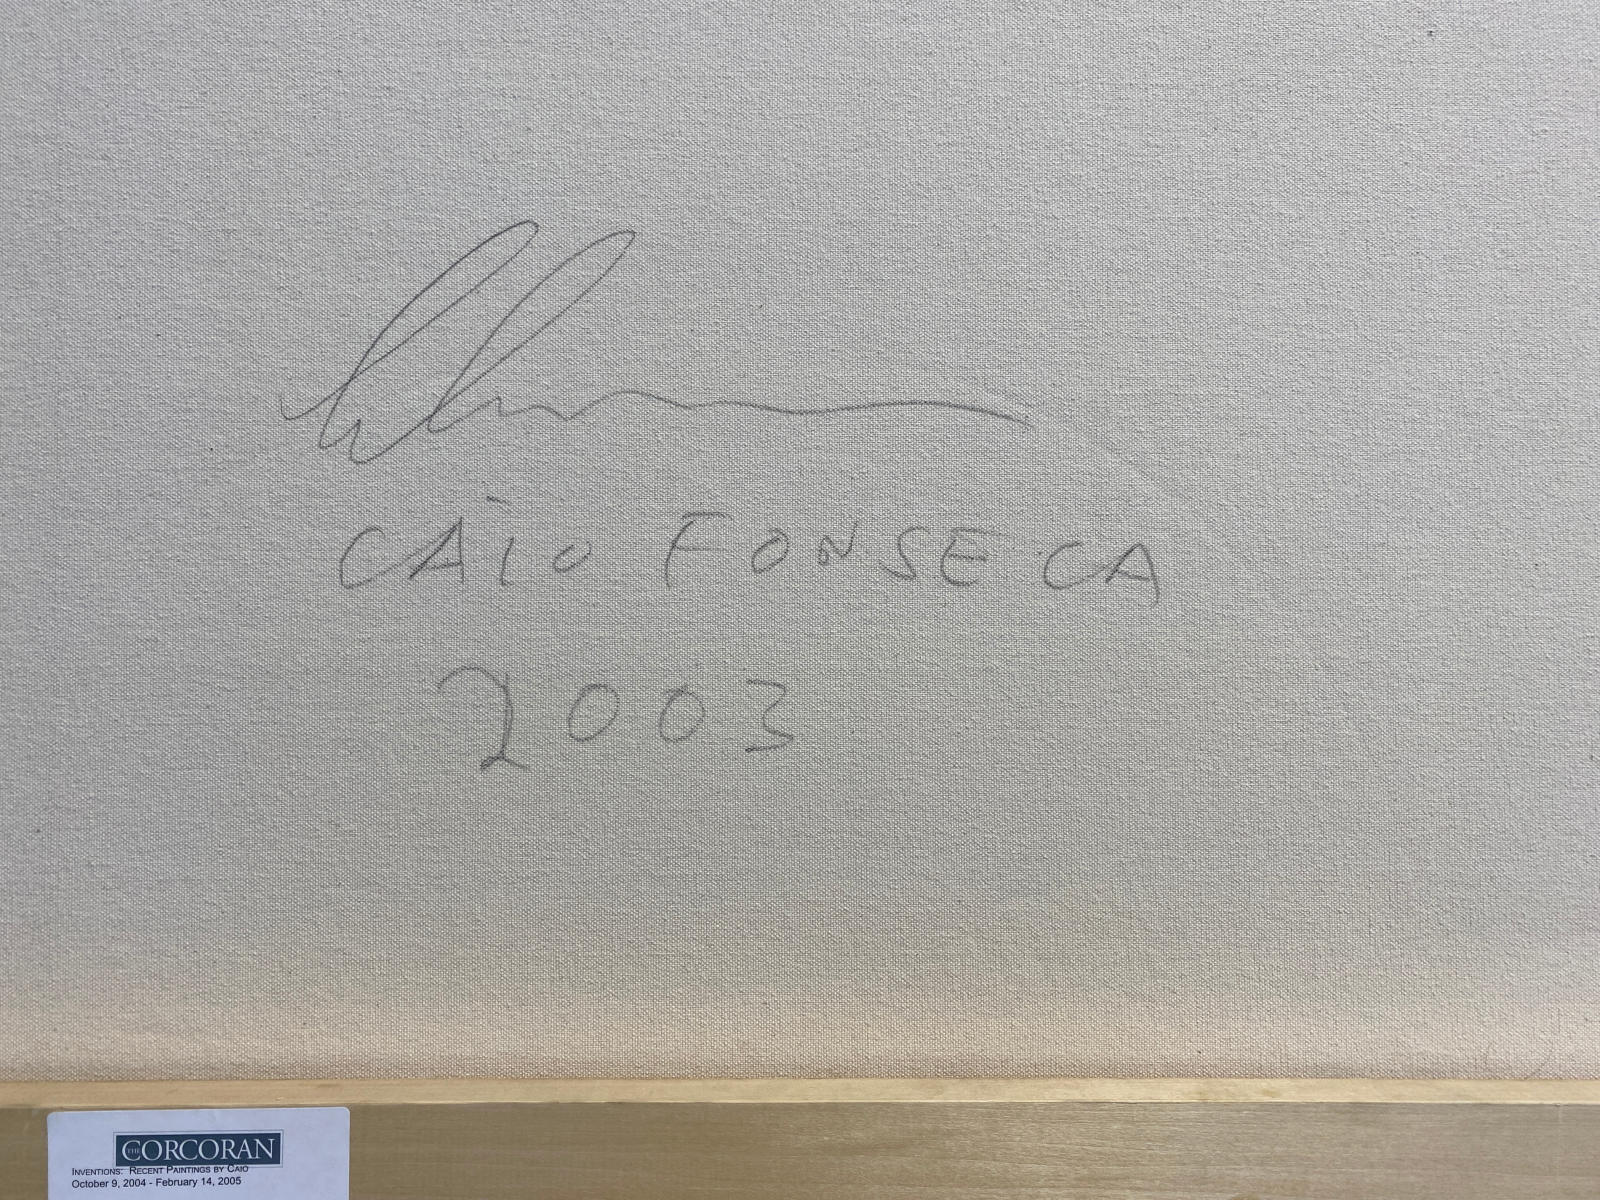 CAIO FONSECA
2003
THE CORCORAN
INVENTIONS: RECENT PAINTINGS BY CAIO
October 9, 2004 - February 14, 2005